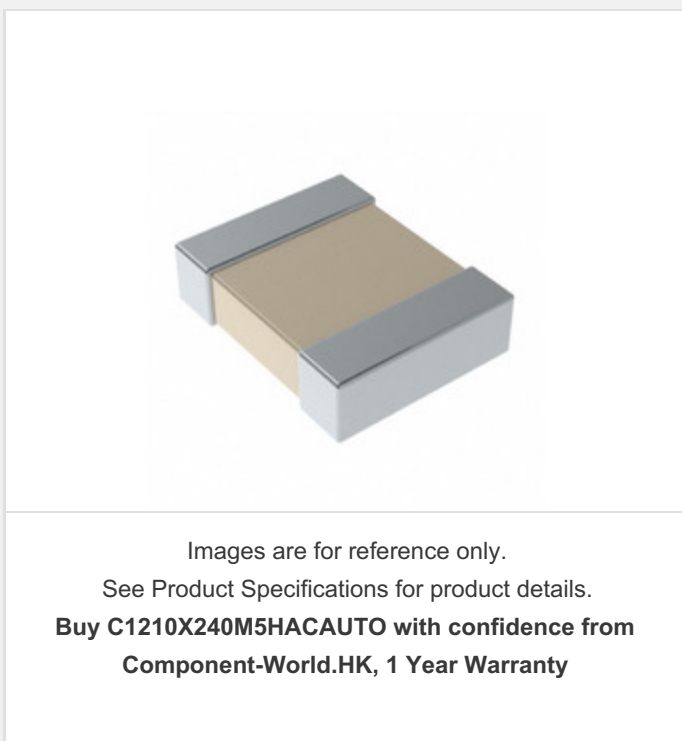 Images are for reference only.
See Product Specifications for product details.
Buy C1210X240M5HACAUTO with confidence from
Component-World.HK, 1 Year Warranty